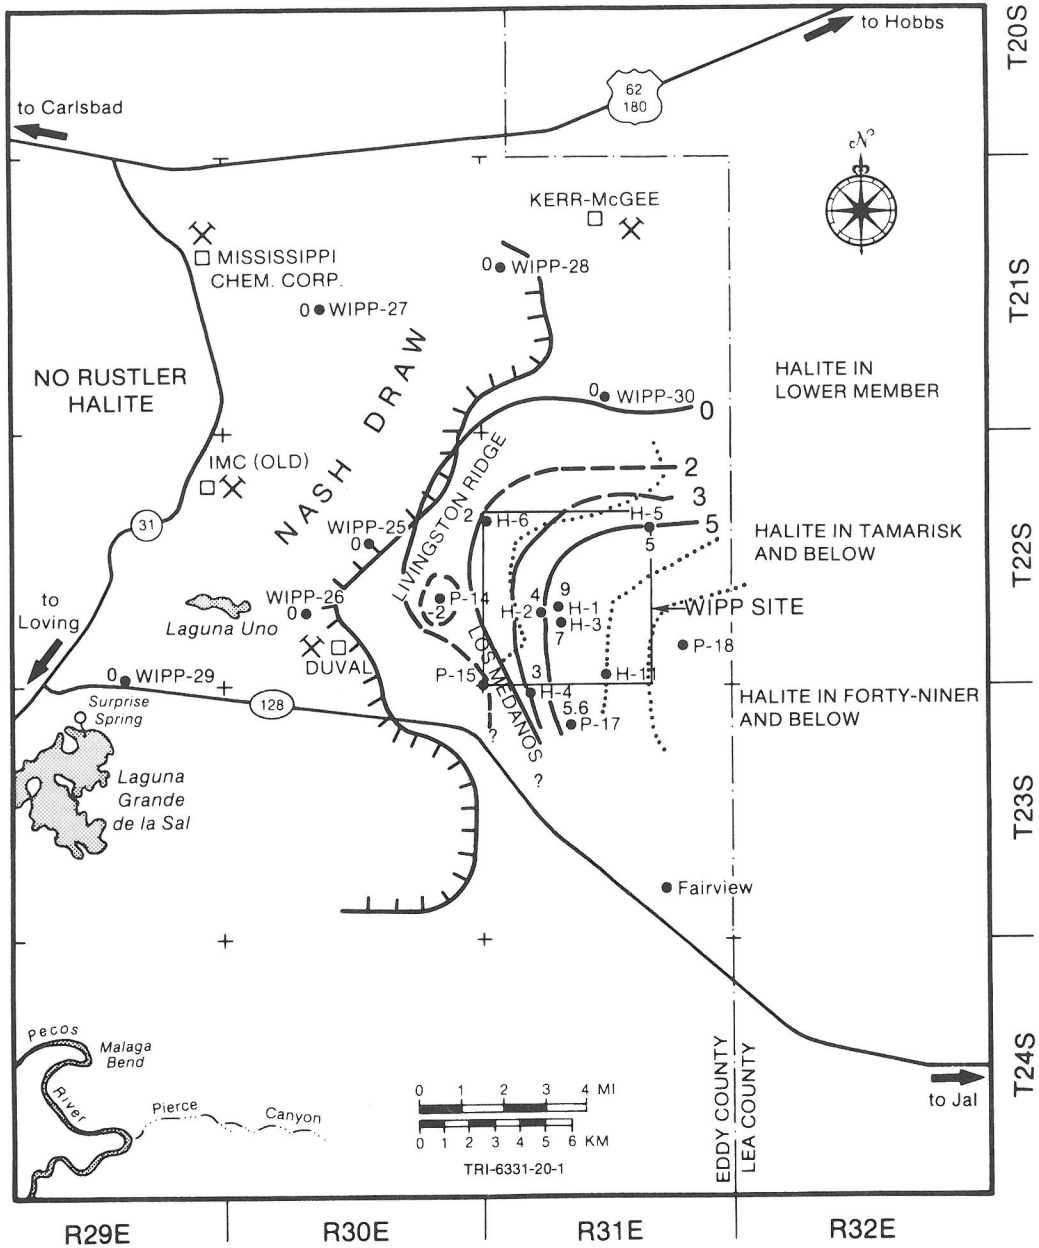 T20S
to Hobbs
62
180
to Carlsbad
N
KERR-McGEE
MISSISSIPPI
CHEM. CORP.
0 WIPP-28
0 WIPP-27
T21S
NO RUSTLER
HALITE
NASH DRAW
HALITE IN
LOWER MEMBER
0 WIPP-30
0
IMC (OLD)
LIVINGSTON RIDGE
2
3
31
WIPP-25
0
2 H-6
H-5
5
5
HALITE IN TAMARISK
AND BELOW
T22S
to
Loving
WIPP-26
0
Laguna Uno
P-14
-2
4
H-2
9
H-1
H-3
7
WIPP SITE
P-18
DUVAL
LOS MEDANOS
0 WIPP-29
P-15
3
H-4
H-11
HALITE IN FORTY-NINER
AND BELOW
Surprise
Spring
128
5.6
P-17
?
?
Laguna
Grande
de la Sal
T23S
Fairview
Pecos
River
Malaga
Bend
Pierce Canyon
0 1 2 3 4 MI
0 1 2 3 4 5 6 KM
TRI-6331-20-1
EDDY COUNTY
LEA COUNTY
to Jal
T24S
R29E R30E R31E R32E